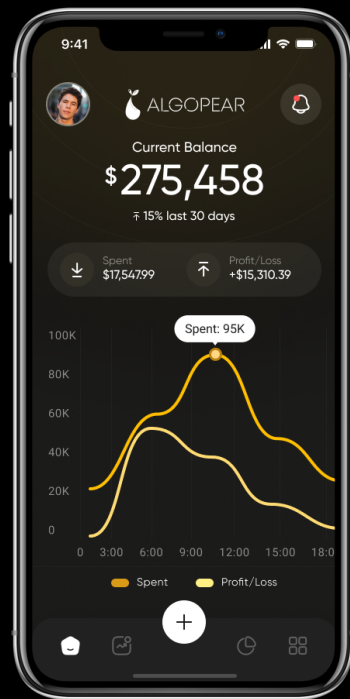 9:41
ALGOPEAR
Current Balance
$275,458
15% last 30 days
Spent
$17,547.99
Profit/Loss
+$15,310.39
Spent: 95K
100K
80K
60K
40K
20K
0
0 3:00 6:00 9:00 12:00 15:00 18:0
Spent Profit/Loss